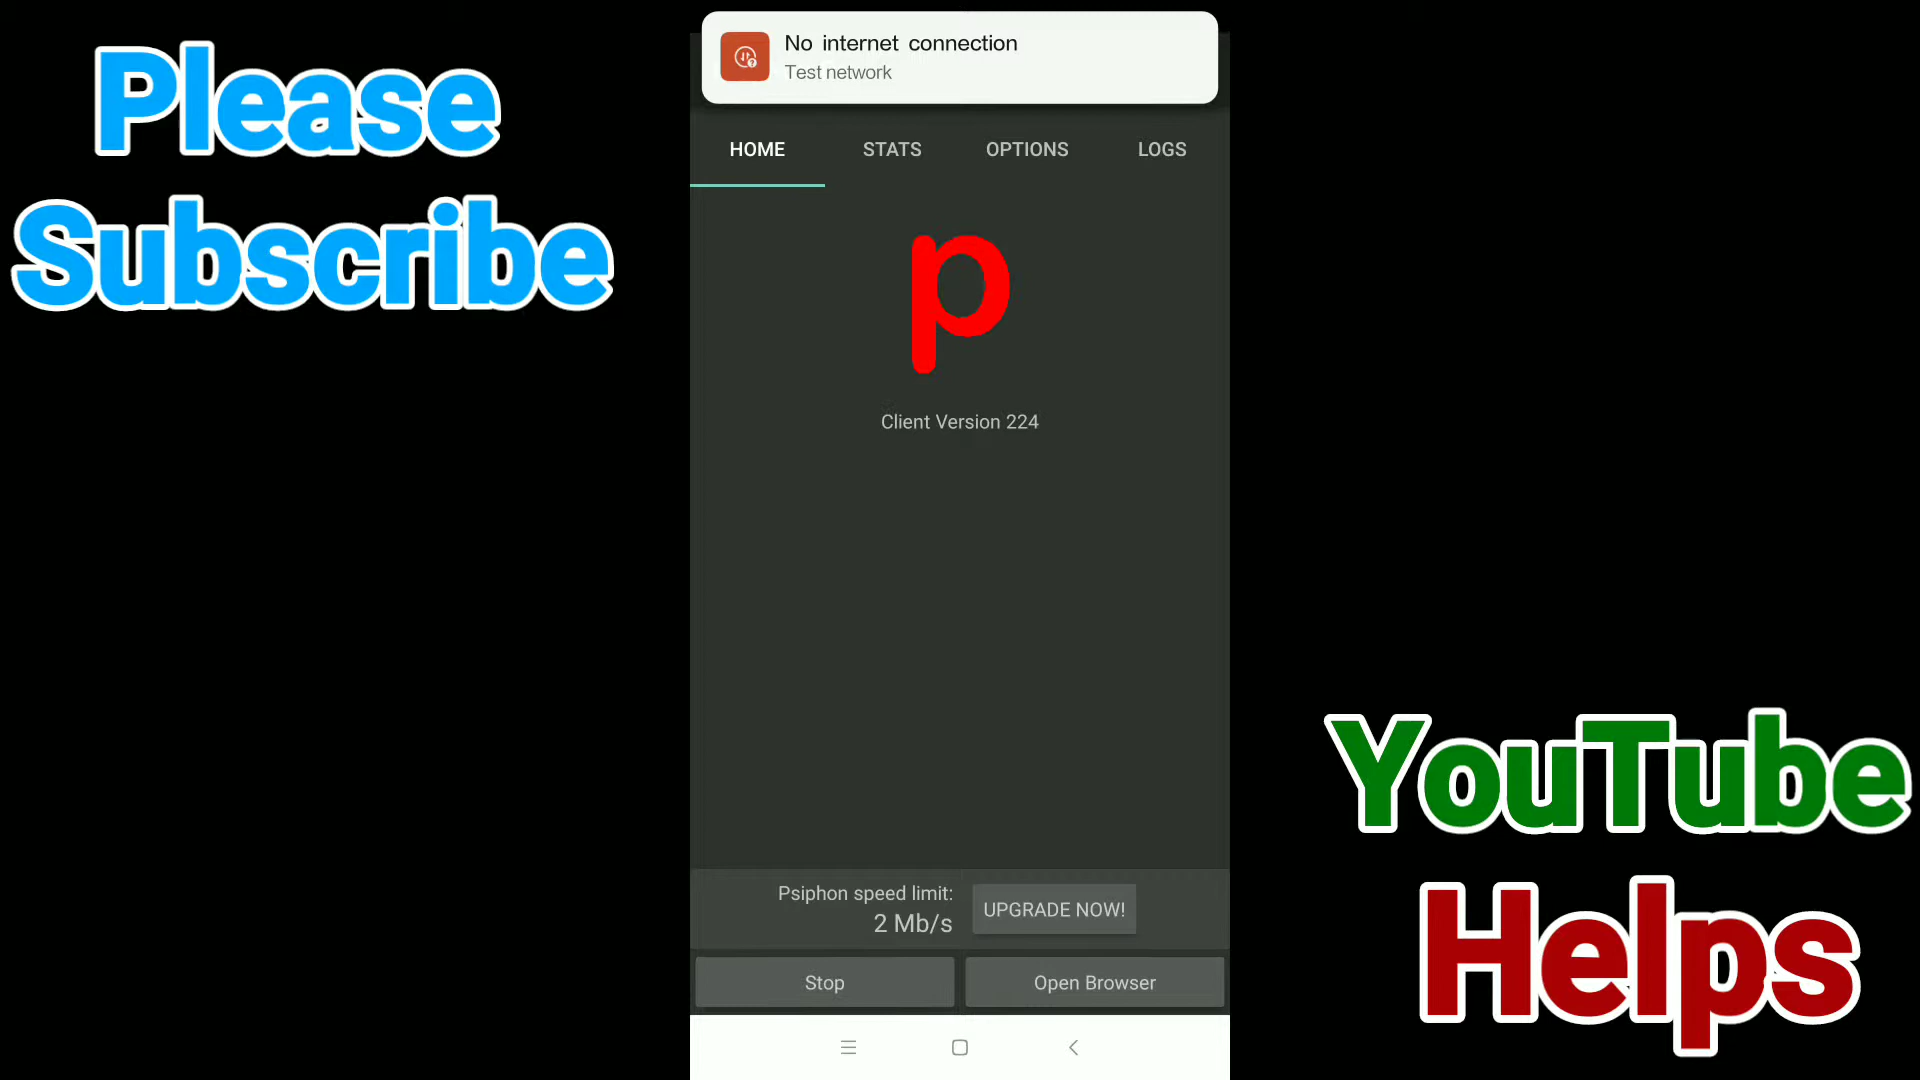 Please
Subscribe
No internet connection
Test network
HOME STATS OPTIONS LOGS
p
Client Version 224
Psiphon speed limit:
2 Mb/s
UPGRADE NOW!
Stop Open Browser
YouTube
Helps